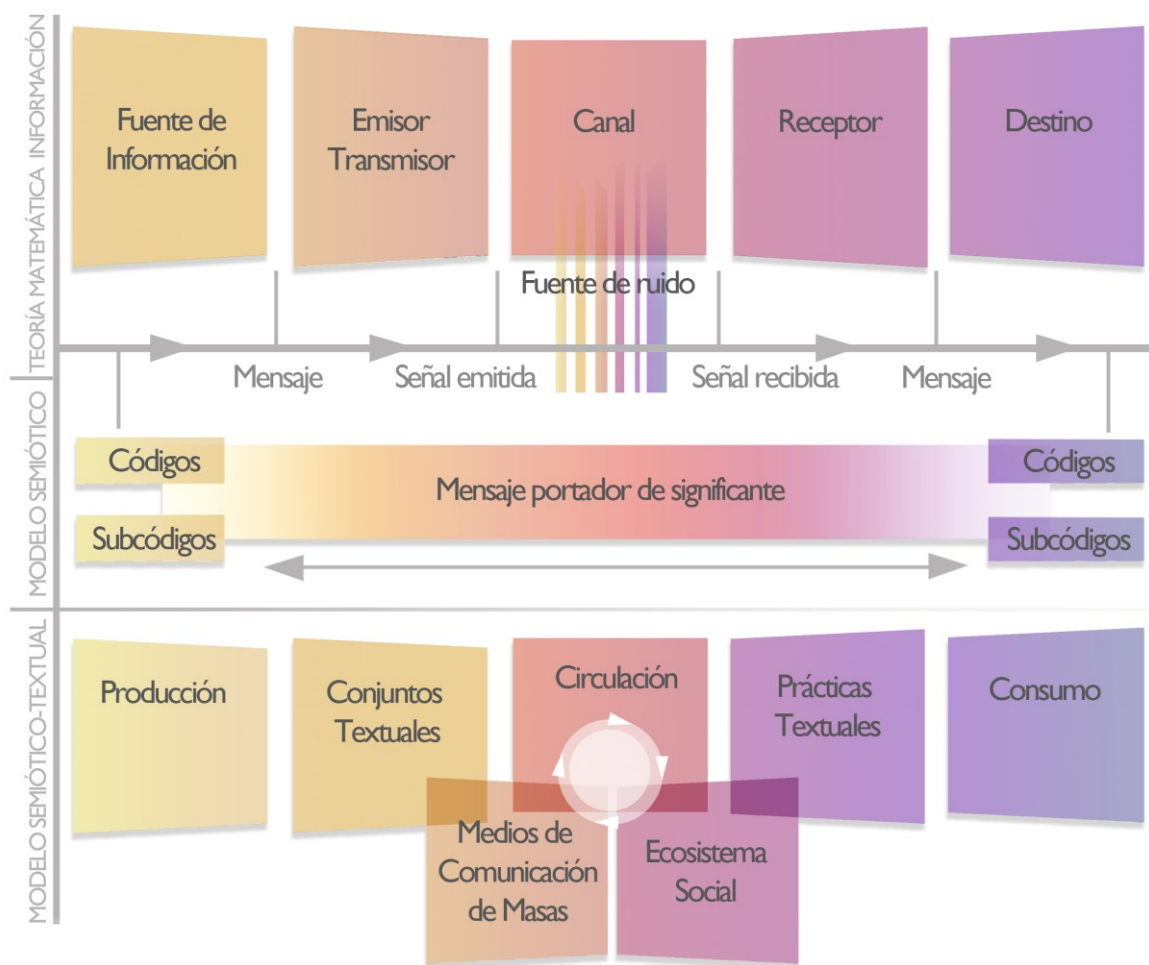 TEORÍA MATEMÁTICA INFORMACIÓN
Fuente de
Información
Emisor
Transmisor
Canal
Receptor
Destino
Fuente de ruido
Mensaje
Señal emitida
Señal recibida
Mensaje
MODELO SEMIÓTICO
Códigos
Subcódigos
Mensaje portador de significante
Códigos
Subcódigos
MODELO SEMIÓTICO-TEXTUAL
Producción
Conjuntos
Textuales
Circulación
Prácticas
Textuales
Consumo
Medios de
Comunicación
de Masas
Ecosistema
Social